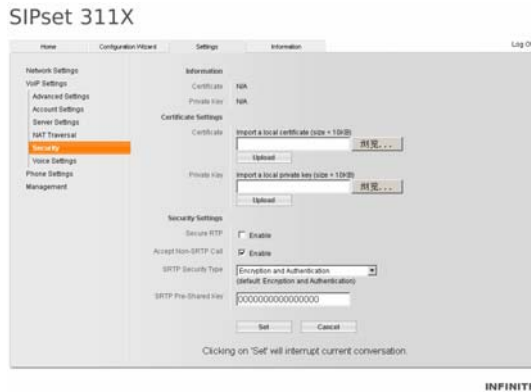 SIPset 311X
Home Configuration Wizard Settings Information Log O
Network Settings
VoIP Settings
Advanced Settings
Account Settings
Server Settings
NAT Traversal
Security
Voice Settings
Phone Settings
Management
Information
Certificate N/A
Private Key N/A
Certificate Settings
Certificate Import a local certificate (size < 10KB)
浏览...
Upload
Private Key Import a local private key (size < 10KB)
浏览...
Upload
Security Settings
Secure RTP Enable
Accept Non-SRTP Call Enable
SRTP Security Type Encryption and Authentication
(default: Encryption and Authentication)
SRTP Pre-Shared Key 0000000000000000
Set Cancel
Clicking on 'Set' will interrupt current conversation.
INFINIT